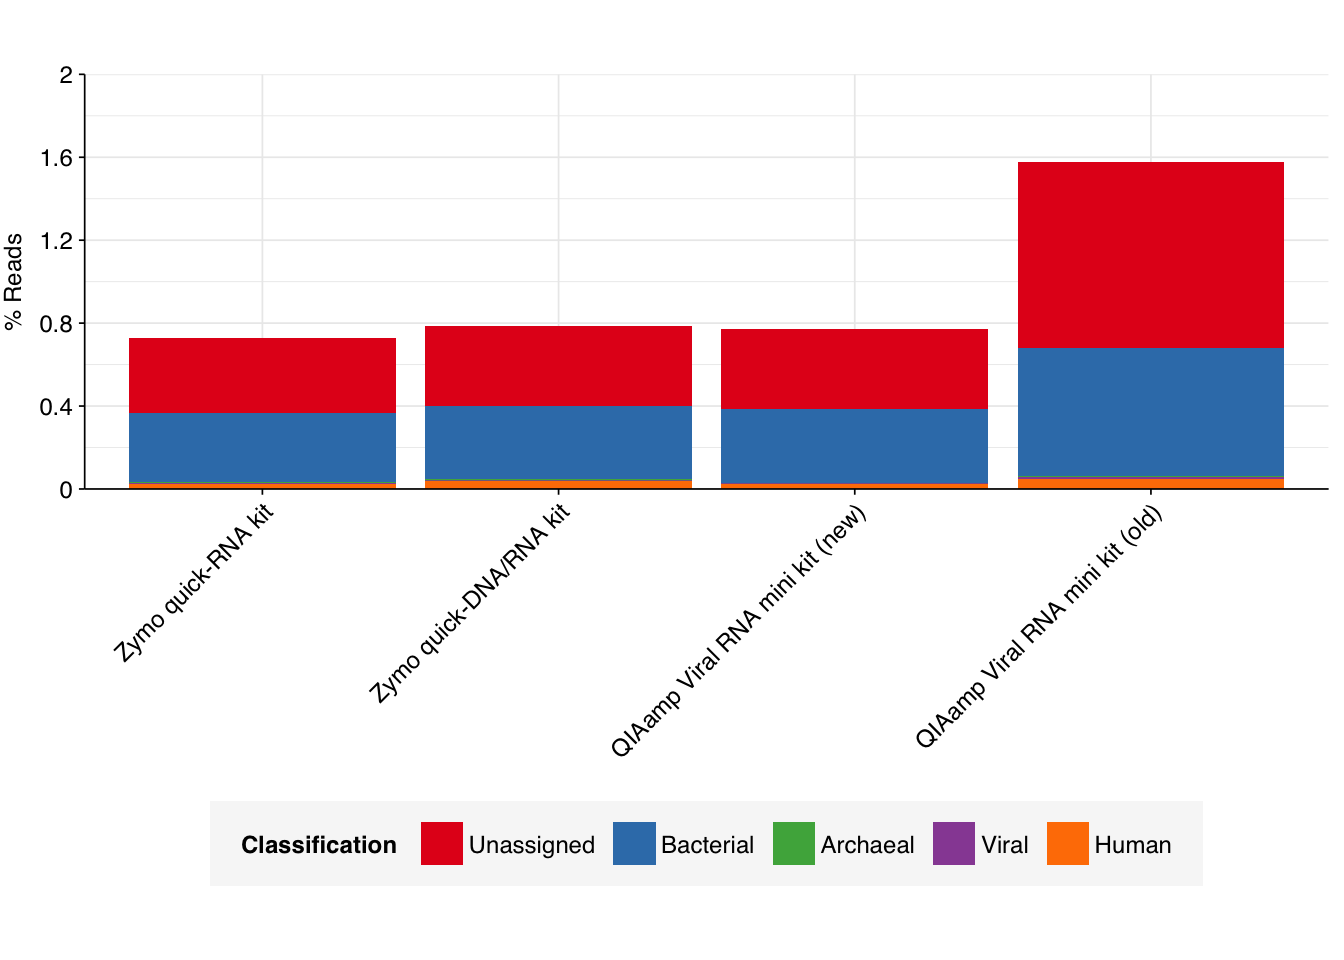 2
1.6
1.2
0.8
0.4
0
% Reads
Zymo quick-RNA kit
Zymo quick-DNA/RNA kit
QIAamp Viral RNA mini kit (new)
QIAamp Viral RNA mini kit (old)
Classification Unassigned Bacterial Archaeal Viral Human